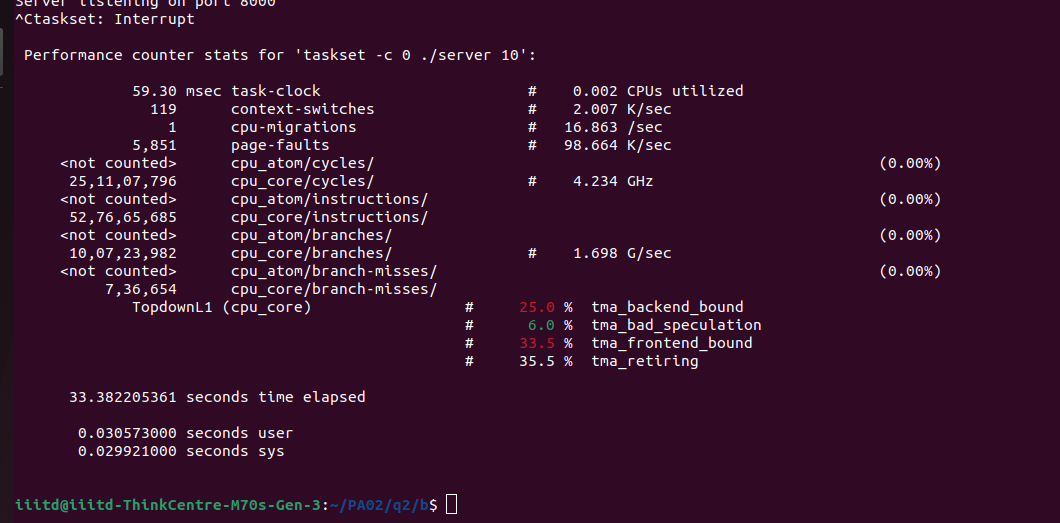 Server listening on port 8000
^Ctaskset: Interrupt
Performance counter stats for 'taskset -c 0 ./server 10':
59.30 msec task-clock # 0.002 CPUs utilized
119 context-switches # 2.007 K/sec
1 cpu-migrations # 16.863 /sec
5,851 page-faults # 98.664 K/sec
<not counted> cpu_atom/cycles/ (0.00%)
25,11,07,796 cpu_core/cycles/ # 4.234 GHz
<not counted> cpu_atom/instructions/ (0.00%)
52,76,65,685 cpu_core/instructions/
<not counted> cpu_atom/branches/ (0.00%)
10,07,23,982 cpu_core/branches/ # 1.698 G/sec
<not counted> cpu_atom/branch-misses/ (0.00%)
7,36,654 cpu_core/branch-misses/
TopdownL1 (cpu_core) # 25.0 % tma_backend_bound
# 6.0 % tma_bad_speculation
# 33.5 % tma_frontend_bound
# 35.5 % tma_retiring
33.382205361 seconds time elapsed
0.030573000 seconds user
0.029921000 seconds sys
iiitd@iiitd-ThinkCentre-M70s-Gen-3:~/PA02/q2/b$